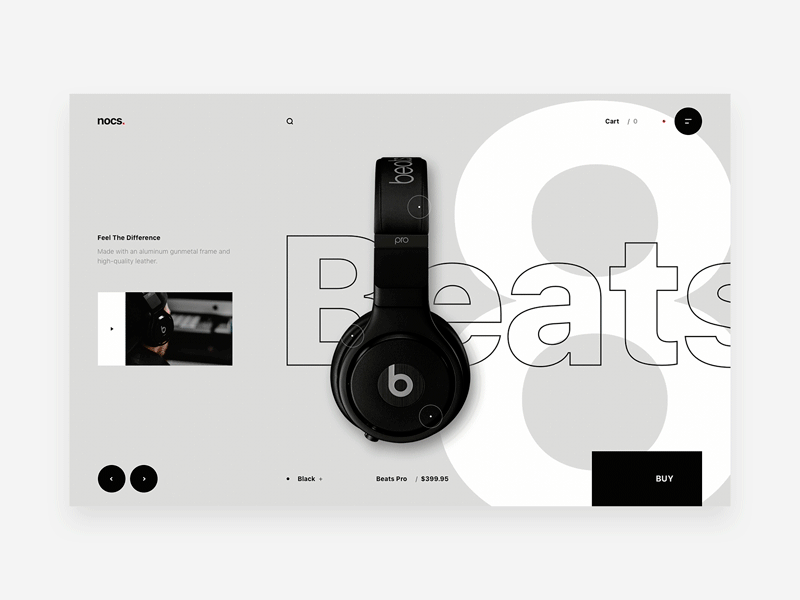 nocs.
Cart / 0
8
Feel The Difference
Made with an aluminum gunmetal frame and
high-quality leather.
Beats
beats
pro
b
Black +
Beats Pro / $399.95
BUY